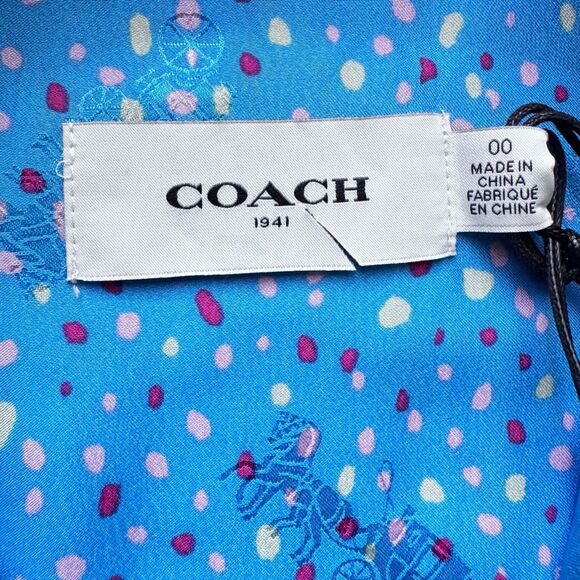 COACH
1941
00
MADE IN
CHINA
FABRIQUÉ
EN CHINE